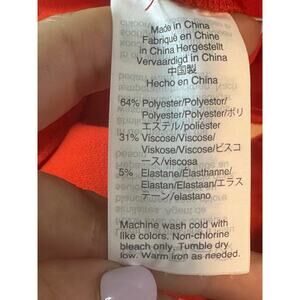 Made in China
Fabriqué en Chine
In China Hergestellt
Vervaardigd in China
中国製
Hecho en China
64% Polyester/Polyester/
Polyester/Polyester/ポリ
エステル/poliéster
31% Viscose/Viscose/
Viskose/Viscose/ビスコ
ース/viscosa
5% Elastane/Élasthanne/
Elastan/Elastaan/エラス
テーン/elastano
Machine wash cold with
like colors. Non-chlorine
bleach only. Tumble dry
low. Warm iron as needed.